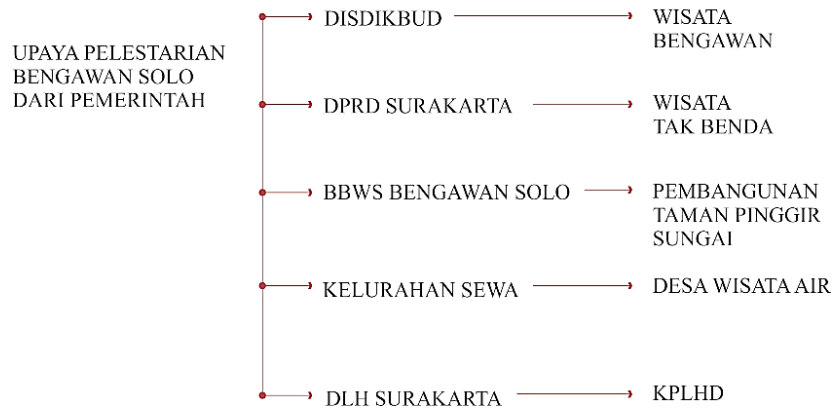 UPAYA PELESTARIAN
BENGAWAN SOLO
DARI PEMERINTAH
DISDIKBUD
WISATA
BENGAWAN
DPRD SURAKARTA
WISATA
TAK BENDA
BBWS BENGAWAN SOLO
PEMBANGUNAN
TAMAN PINGGIR
SUNGAI
KELURAHAN SEWA
DESA WISATA AIR
DLH SURAKARTA
KPLHD